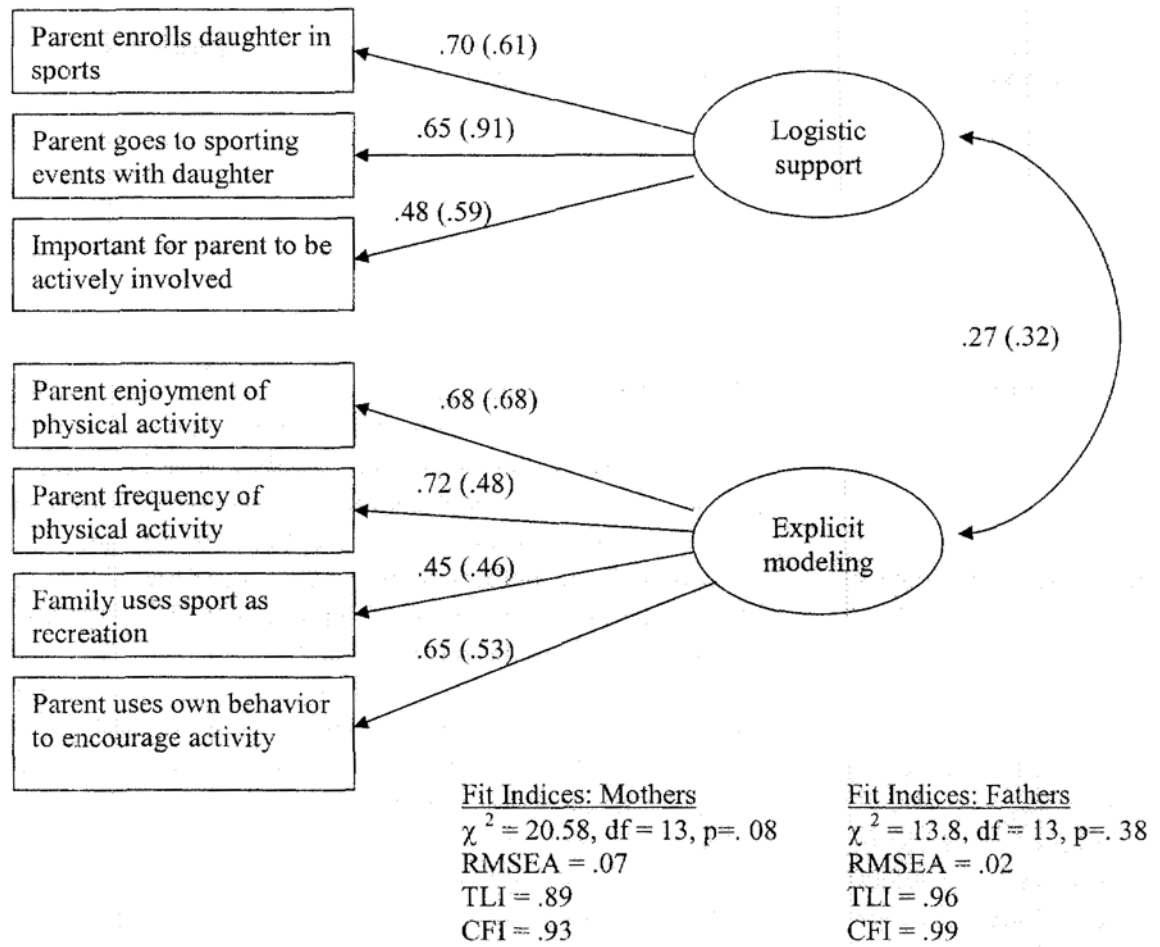 Parent enrolls daughter in
sports
.70 (.61)
Parent goes to sporting
events with daughter
.65 (.91)
Important for parent to be
actively involved
.48 (.59)
Logistic
support
.27 (.32)
Parent enjoyment of
physical activity
.68 (.68)
Parent frequency of
physical activity
.72 (.48)
Family uses sport as
recreation
.45 (.46)
Parent uses own behavior
to encourage activity
.65 (.53)
Explicit
modeling
Fit Indices: Mothers
χ ² = 20.58, df = 13, p=. 08
RMSEA = .07
TLI = .89
CFI = .93
Fit Indices: Fathers
χ ² = 13.8, df = 13, p=. 38
RMSEA = .02
TLI = .96
CFI = .99